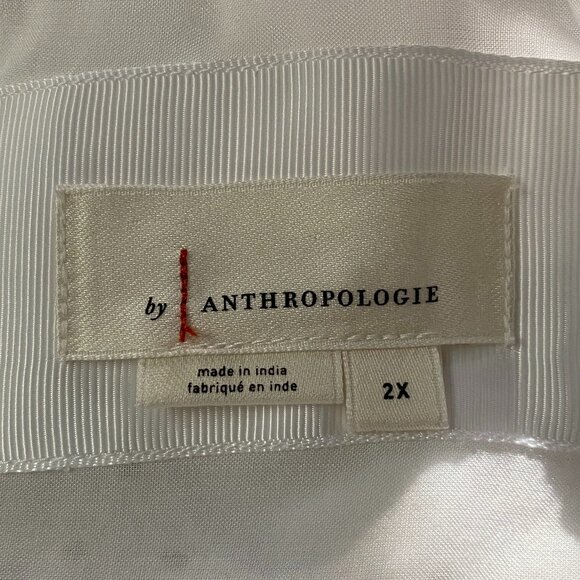 by ANTHROPOLOGIE
made in india
fabriqué en inde
2X